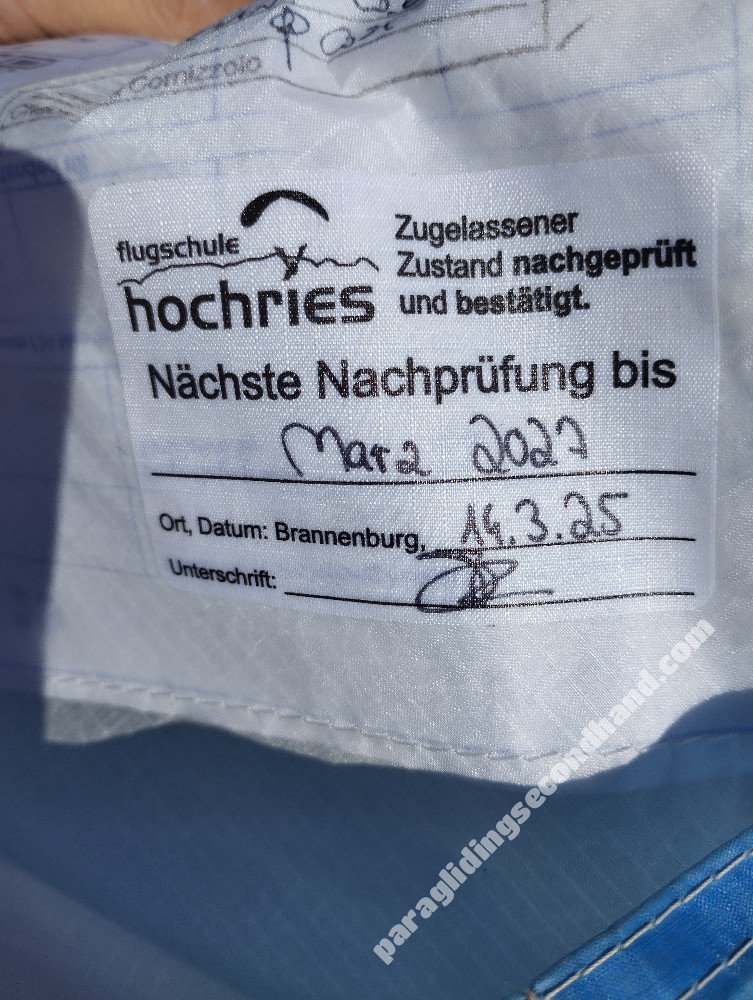 Cornizzolo
flugschule
hochries
Zugelassener
Zustand nachgeprüft
und bestätigt.
Nächste Nachprüfung bis
März 2027
Ort, Datum: Brannenburg, 14.3.25
Unterschrift:
paraglidingsecondhand.com